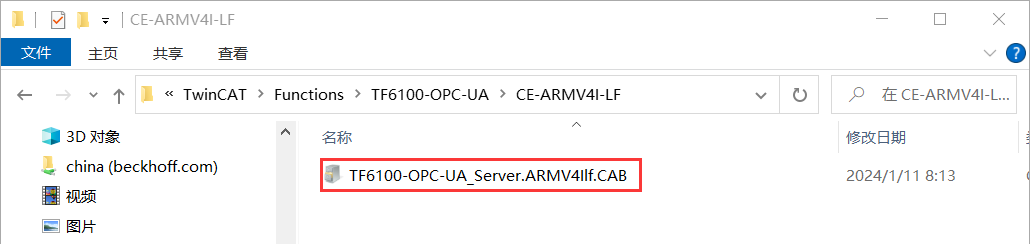 CE-ARMV4I-LF
文件 主页 共享 查看
« TwinCAT > Functions > TF6100-OPC-UA > CE-ARMV4I-LF
在 CE-ARMV4I-L...
3D 对象
china (beckhoff.com)
视频
图片
名称 修改日期
TF6100-OPC-UA_Server.ARMV4Ilf.CAB 2024/1/11 8:13